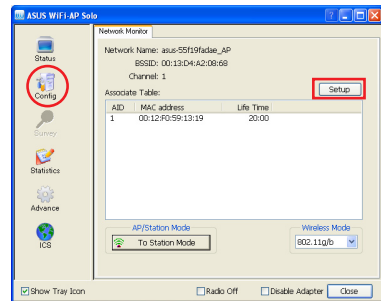 ASUS WiFi-AP Solo
Status
Config
Survey
Statistics
Advance
ICS
Network Monitor
Network Name: asus-55f19fadae_AP
BSSID: 00:13:D4:A2:08:68
Channel: 1
Setup
Associate Table:
AID MAC address Life Time
1 00:12:F0:59:13:19 20:00
AP/Station Mode
To Station Mode
Wireless Mode
802.11g/b
Show Tray Icon
Radio Off
Disable Adapter
Close